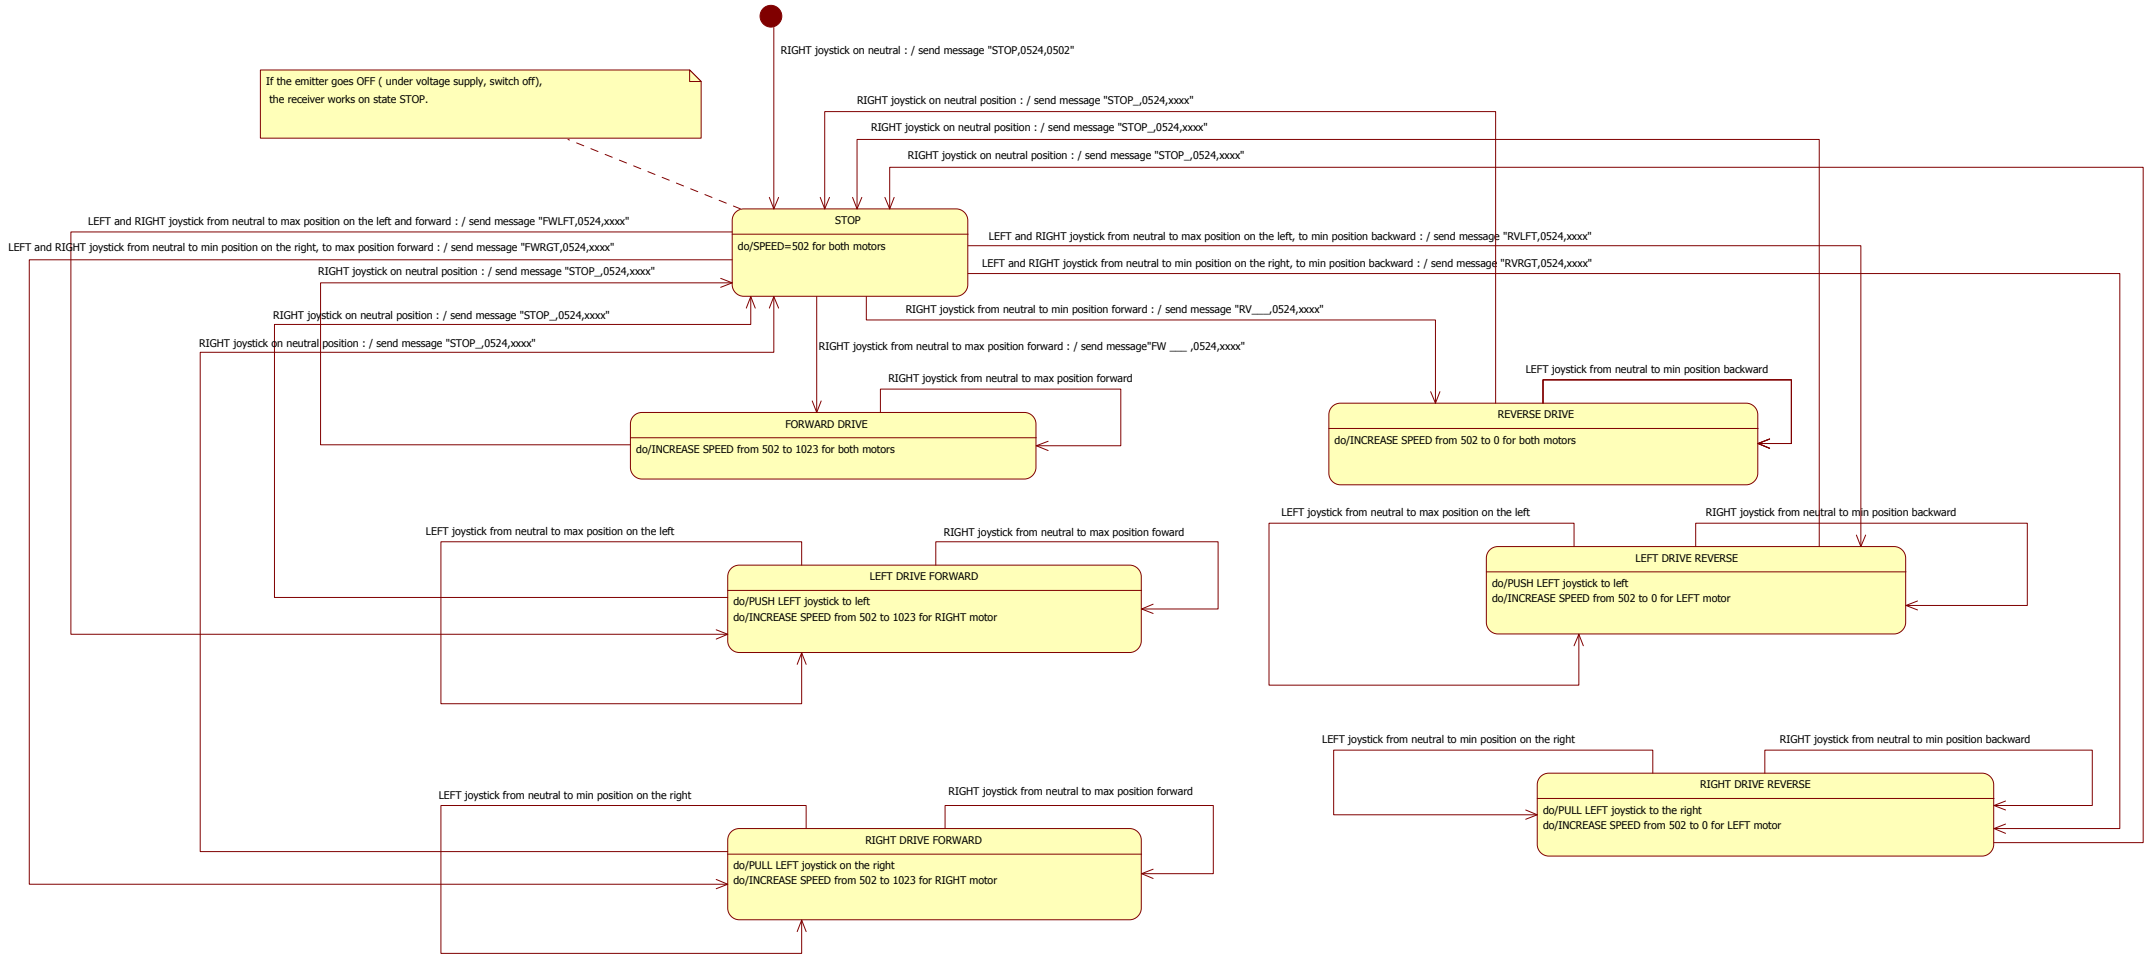 RIGHT joystick on neutral : / send message "STOP,0524,0502"
If the emitter goes OFF ( under voltage supply, switch off),
the receiver works on state STOP.
RIGHT joystick on neutral position : / send message "STOP_,0524,xxxx"
RIGHT joystick on neutral position : / send message "STOP_,0524,xxxx"
RIGHT joystick on neutral position : / send message "STOP_,0524,xxxx"
STOP
do/SPEED=502 for both motors
LEFT and RIGHT joystick from neutral to max position on the left and forward : / send message "FWLFT,0524,xxxx"
LEFT and RIGHT joystick from neutral to min position on the right, to max position forward : / send message "FWRGT,0524,xxxx"
RIGHT joystick on neutral position : / send message "STOP_,0524,xxxx"
LEFT and RIGHT joystick from neutral to max position on the left, to min position backward : / send message "RVLFT,0524,xxxx"
LEFT and RIGHT joystick from neutral to min position on the right, to min position backward : / send message "RVRGT,0524,xxxx"
RIGHT joystick on neutral position : / send message "STOP_,0524,xxxx"
RIGHT joystick from neutral to min position forward : / send message "RV___,0524,xxxx"
RIGHT joystick on neutral position : / send message "STOP_,0524,xxxx"
RIGHT joystick from neutral to max position forward : / send message"FW ___ ,0524,xxxx"
RIGHT joystick from neutral to max position forward
LEFT joystick from neutral to min position backward
FORWARD DRIVE
do/INCREASE SPEED from 502 to 1023 for both motors
REVERSE DRIVE
do/INCREASE SPEED from 502 to 0 for both motors
LEFT joystick from neutral to max position on the left
RIGHT joystick from neutral to max position foward
LEFT DRIVE FORWARD
do/PUSH LEFT joystick to left
do/INCREASE SPEED from 502 to 1023 for RIGHT motor
LEFT joystick from neutral to max position on the left
RIGHT joystick from neutral to min position backward
LEFT DRIVE REVERSE
do/PUSH LEFT joystick to left
do/INCREASE SPEED from 502 to 0 for LEFT motor
LEFT joystick from neutral to min position on the right
RIGHT joystick from neutral to min position backward
RIGHT DRIVE REVERSE
do/PULL LEFT joystick to the right
do/INCREASE SPEED from 502 to 0 for LEFT motor
LEFT joystick from neutral to min position on the right
RIGHT joystick from neutral to max position forward
RIGHT DRIVE FORWARD
do/PULL LEFT joystick on the right
do/INCREASE SPEED from 502 to 1023 for RIGHT motor